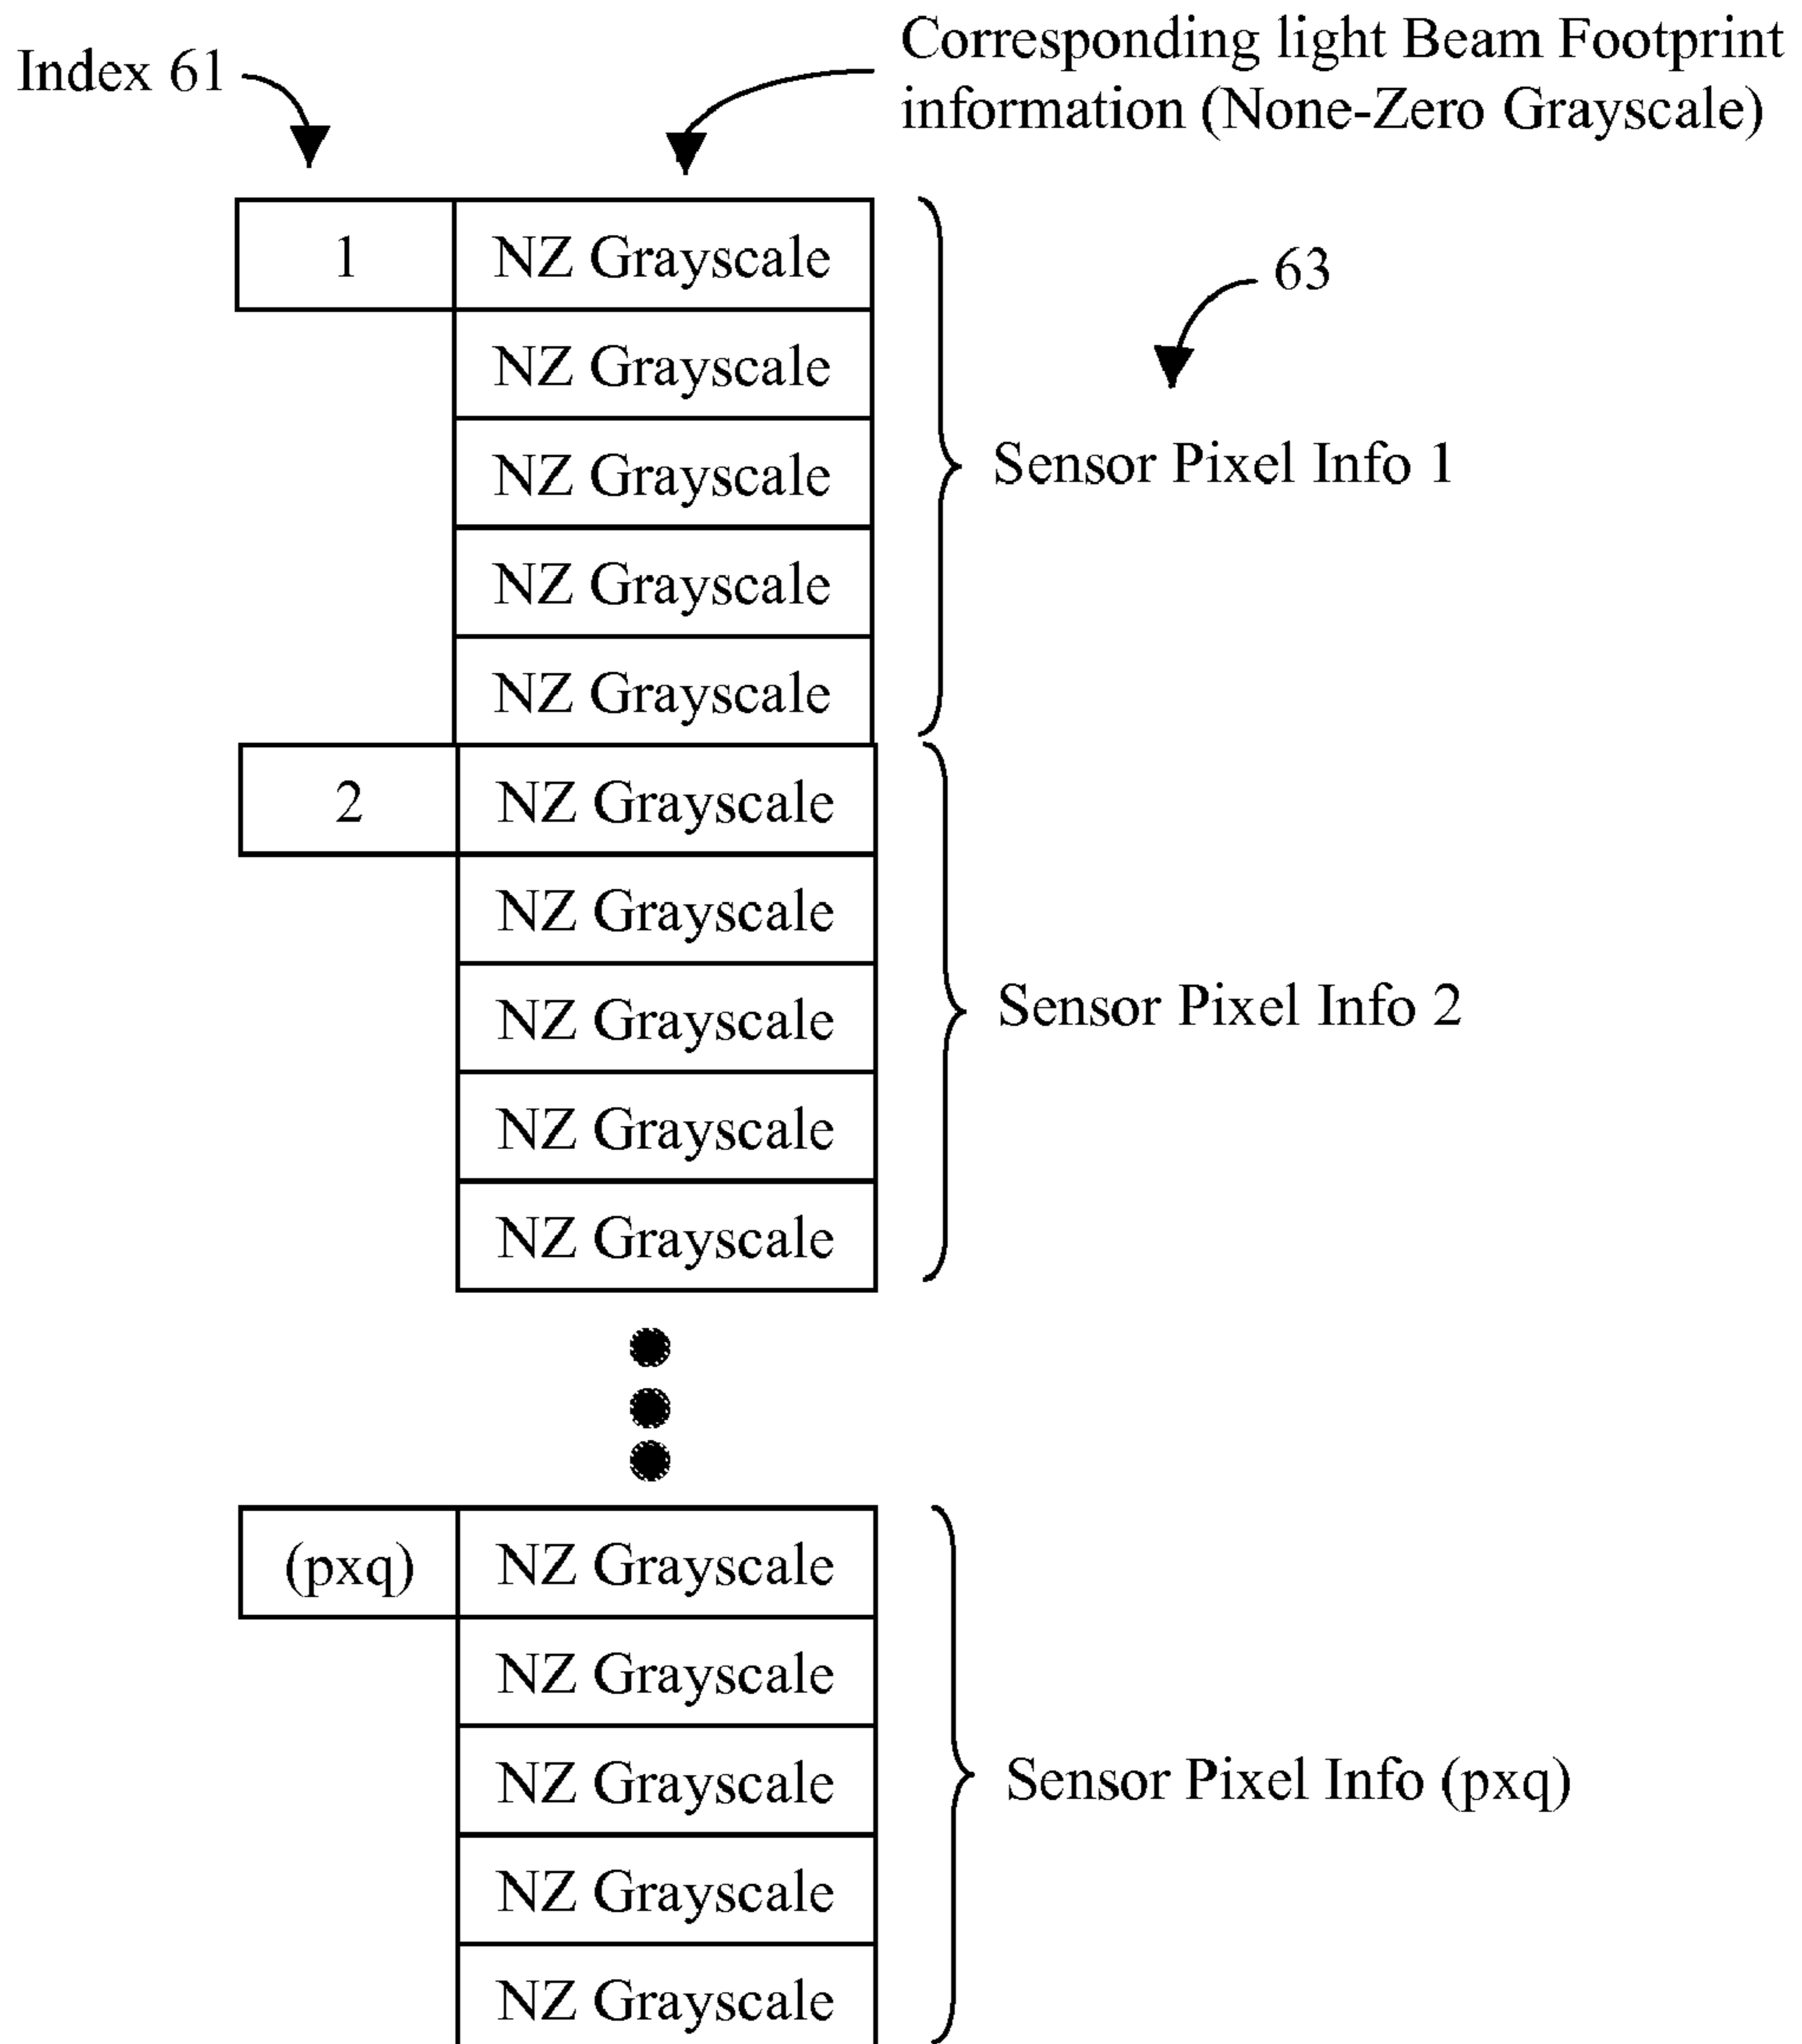 Index 61
Corresponding light Beam Footprint
information (None-Zero Grayscale)
1 NZ Grayscale
63
NZ Grayscale
NZ Grayscale
Sensor Pixel Info 1
NZ Grayscale
NZ Grayscale
2 NZ Grayscale
NZ Grayscale
NZ Grayscale
Sensor Pixel Info 2
NZ Grayscale
NZ Grayscale
(pxq) NZ Grayscale
NZ Grayscale
NZ Grayscale
Sensor Pixel Info (pxq)
NZ Grayscale
NZ Grayscale